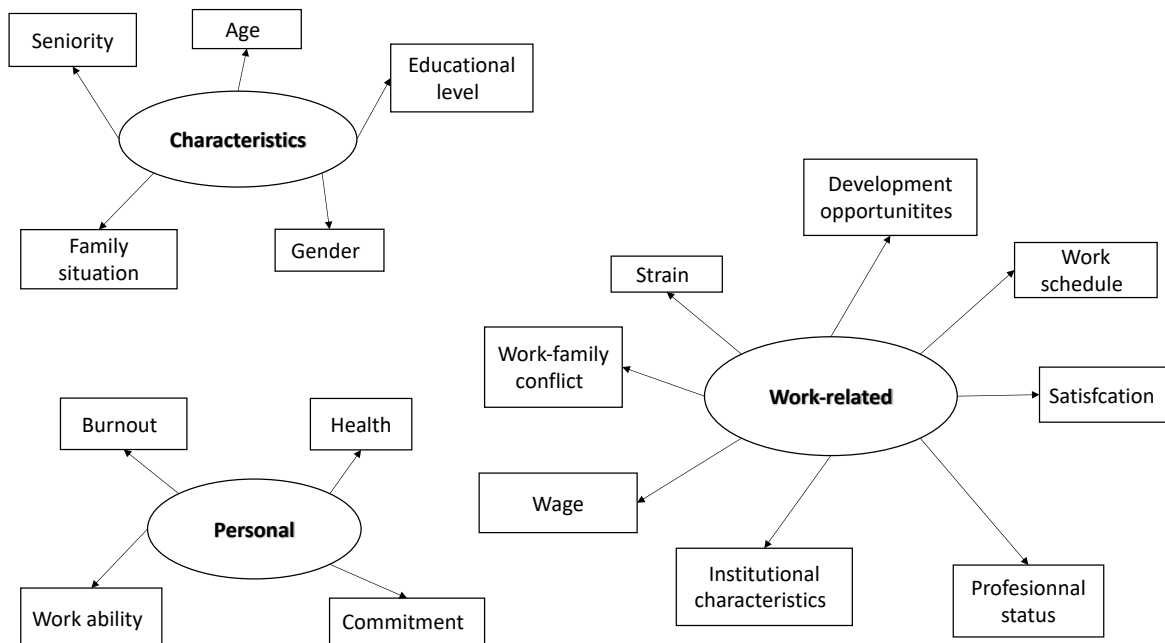 Seniority
Age
Educational
level
Characteristics
Family
situation
Gender
Development
opportunitites
Strain
Work
schedule
Work-family
conflict
Work-related
Satisfcation
Wage
Institutional
characteristics
Profesionnal
status
Burnout
Health
Personal
Work ability
Commitment